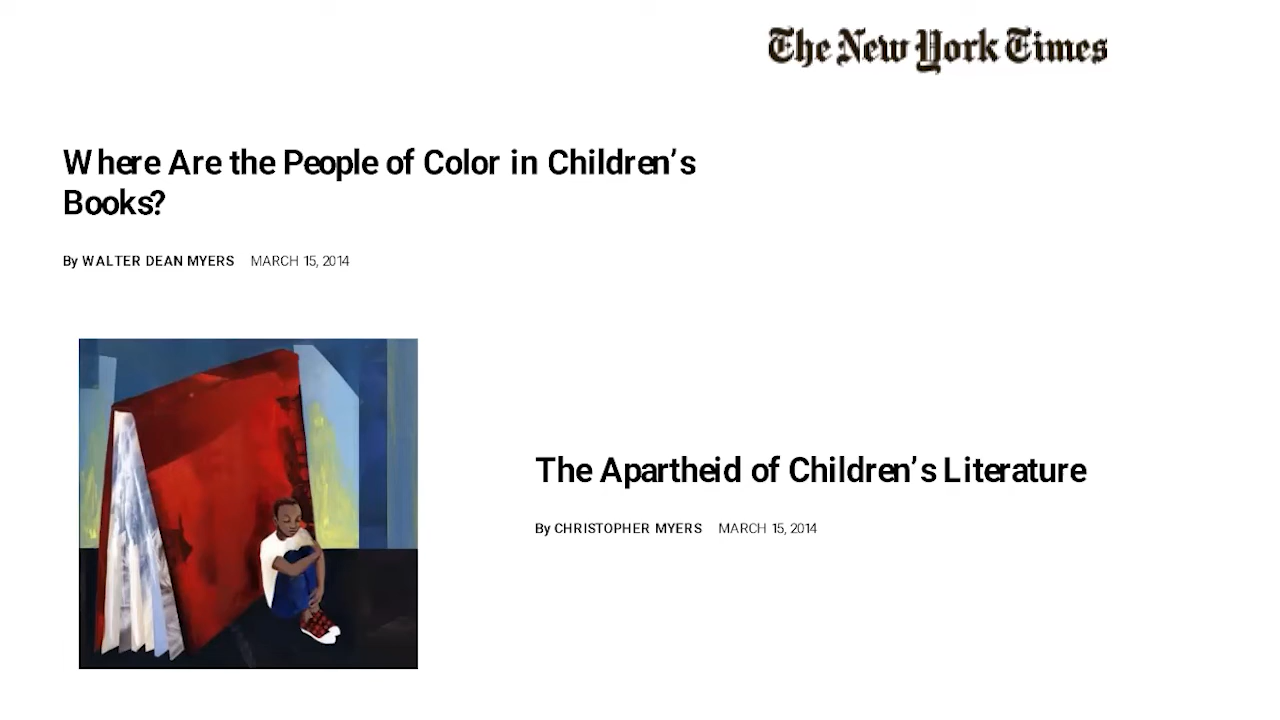 The New York Times
Where Are the People of Color in Children's
Books?
By WALTER DEAN MYERS MARCH 15, 2014
The Apartheid of Children's Literature
By CHRISTOPHER MYERS MARCH 15, 2014